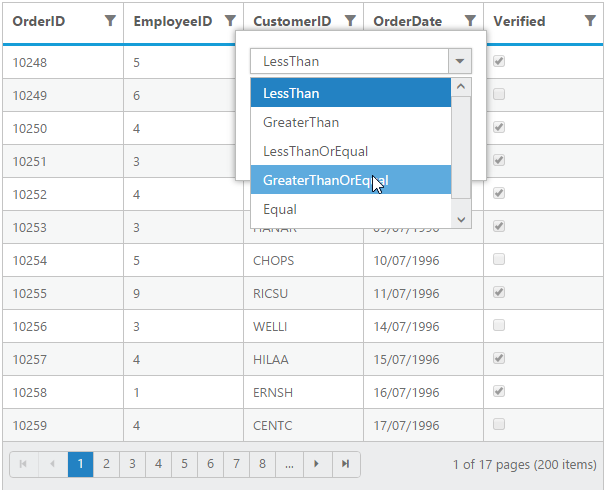 OrderID EmployeeID CustomerID OrderDate Verified
LessThan
10248 5
LessThan
10249 6
GreaterThan
10250 4
LessThanOrEqual
10251 3
GreaterThanOrEqual
10252 4
Equal
10253 3 HANAR 09/07/1996
10254 5 CHOPS 10/07/1996
10255 9 RICSU 11/07/1996
10256 3 WELLI 14/07/1996
10257 4 HILAA 15/07/1996
10258 1 ERNSH 16/07/1996
10259 4 CENTC 17/07/1996
1 2 3 4 5 6 7 8 ... 1 of 17 pages (200 items)